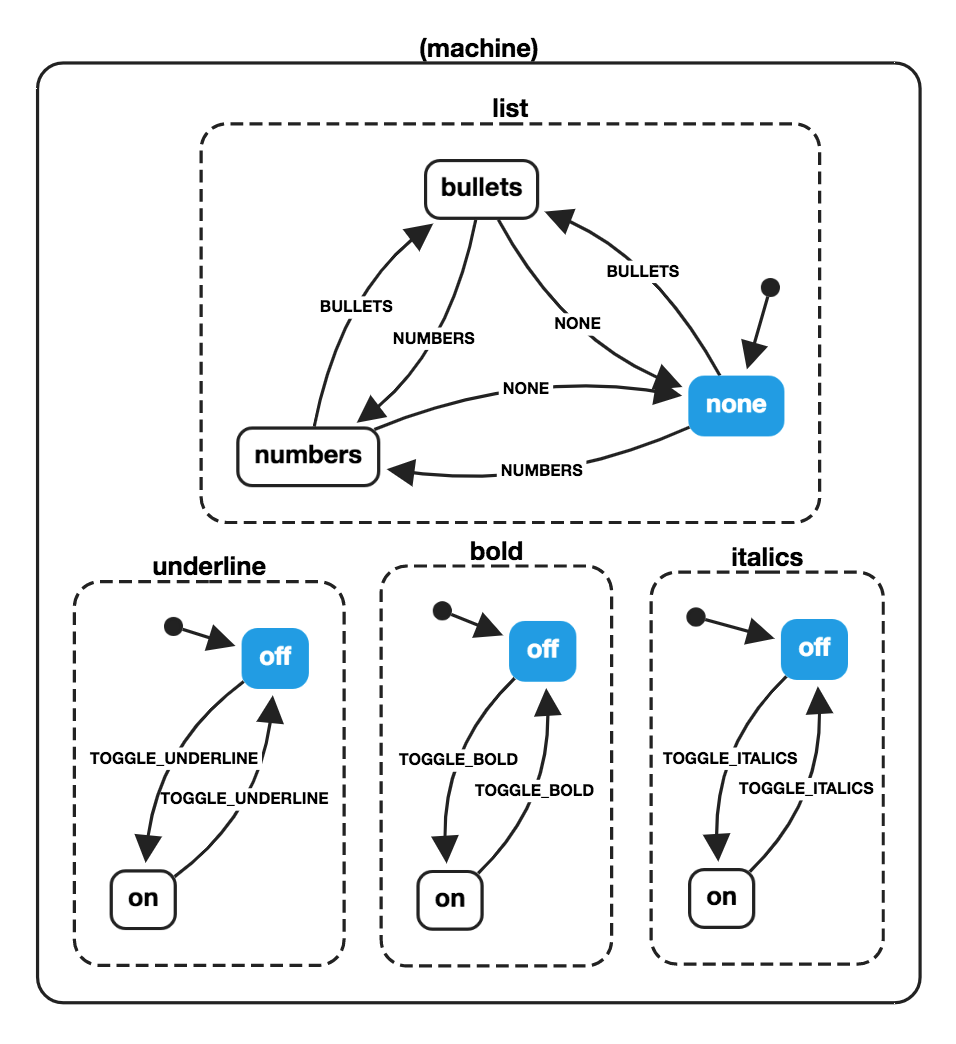 (machine)
list
bullets
BULLETS
BULLETS
NONE
NUMBERS
NONE
none
numbers
NUMBERS
underline
off
TOGGLE_UNDERLINE
TOGGLE_UNDERLINE
on
bold
off
TOGGLE_BOLD
TOGGLE_BOLD
on
italics
off
TOGGLE_ITALICS
TOGGLE_ITALICS
on